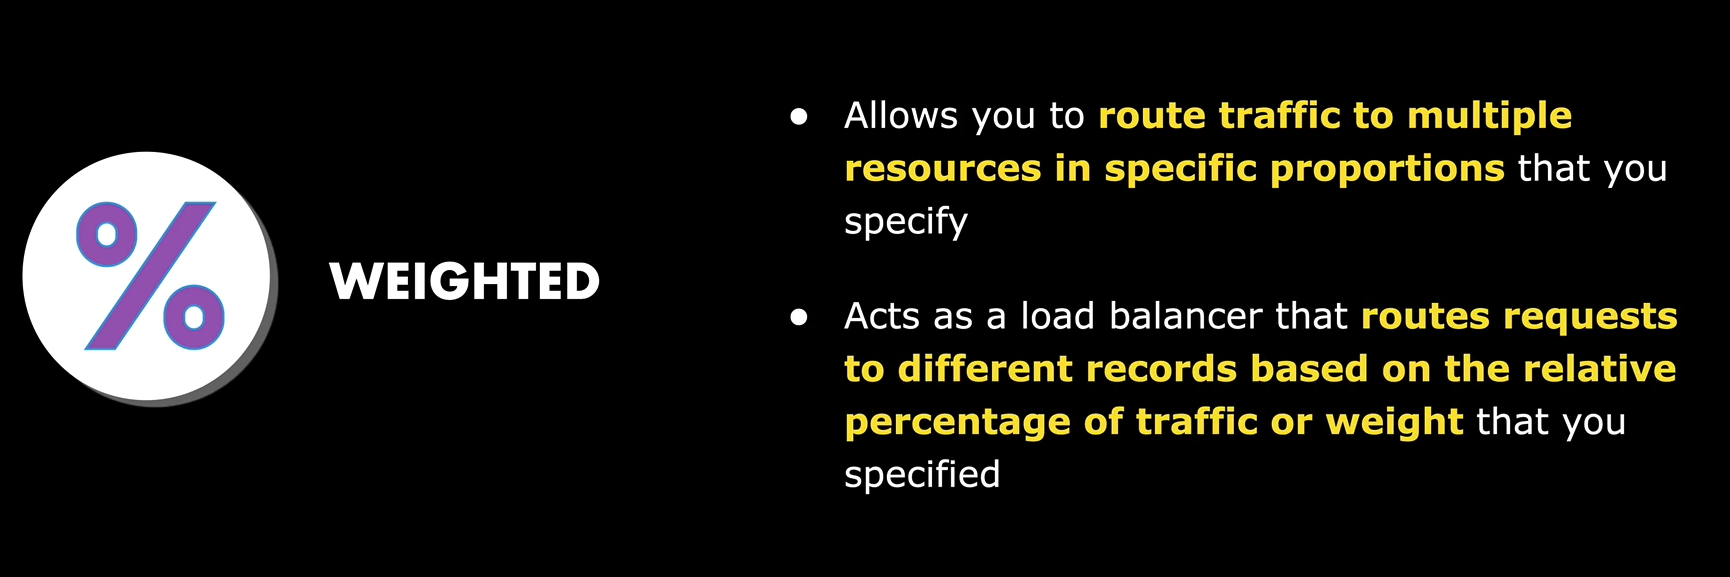 %
WEIGHTED
● Allows you to route traffic to multiple
resources in specific proportions that you
specify
● Acts as a load balancer that routes requests
to different records based on the relative
percentage of traffic or weight that you
specified